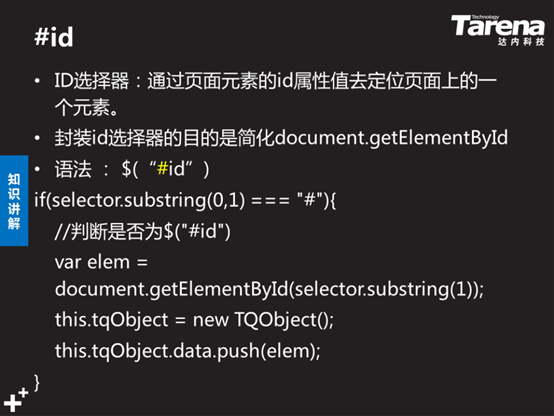 #id
Technology
Tarena
达内科技
• ID选择器：通过页面元素的id属性值去定位页面上的一
个元素。
• 封装id选择器的目的是简化document.getElementById
• 语法 ： $(“#id”)
知识讲解
if(selector.substring(0,1) === "#"){
//判断是否为$("#id")
var elem =
document.getElementById(selector.substring(1));
this.tqObject = new TQObject();
this.tqObject.data.push(elem);
}